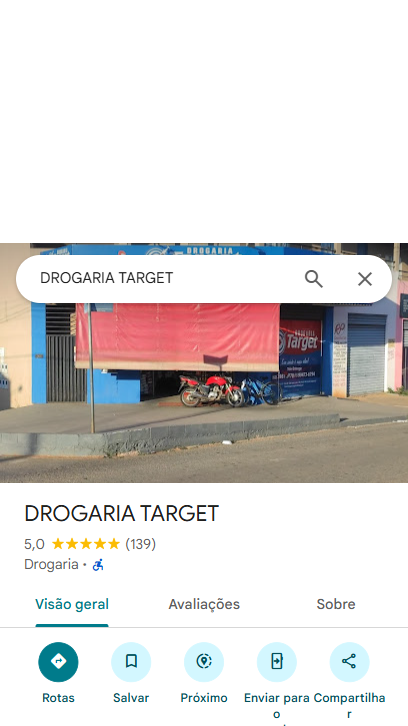 DROGARIA
DROGARIA TARGET
Target
DROGARIA TARGET
5,0 (139)
Drogaria •
Visão geral Avaliações Sobre
Rotas Salvar Próximo Enviar para o Compartilhar